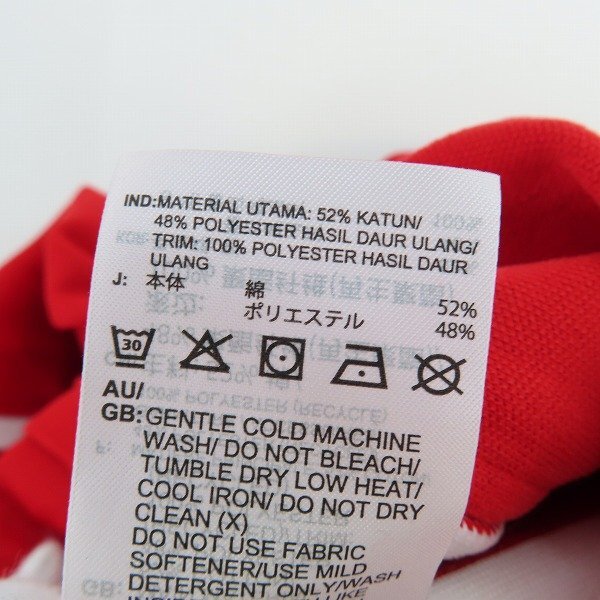 IND:MATERIAL UTAMA: 52% KATUN/
48% POLYESTER HASIL DAUR ULANG/
TRIM: 100% POLYESTER HASIL DAUR
ULANG
J: 本体 綿 52%
ポリエステル 48%
30
AU/
GB:GENTLE COLD MACHINE
WASH/ DO NOT BLEACH/
TUMBLE DRY LOW HEAT/
COOL IRON/ DO NOT DRY
CLEAN (X)
DO NOT USE FABRIC
SOFTENER/USE MILD
DETERGENT ONLY/WASH